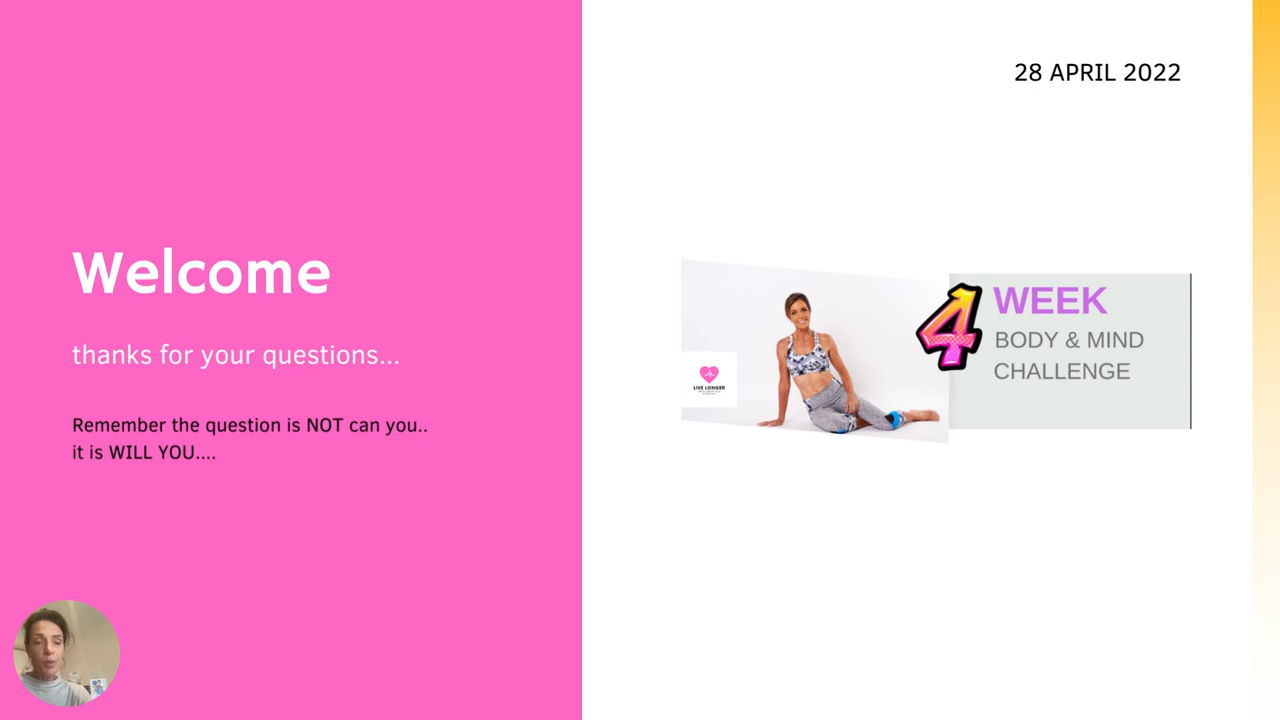 28 APRIL 2022
Welcome
thanks for your questions...
Remember the question is NOT can you..
it is WILL YOU....
4 WEEK
BODY & MIND
CHALLENGE
LIVE LONGER